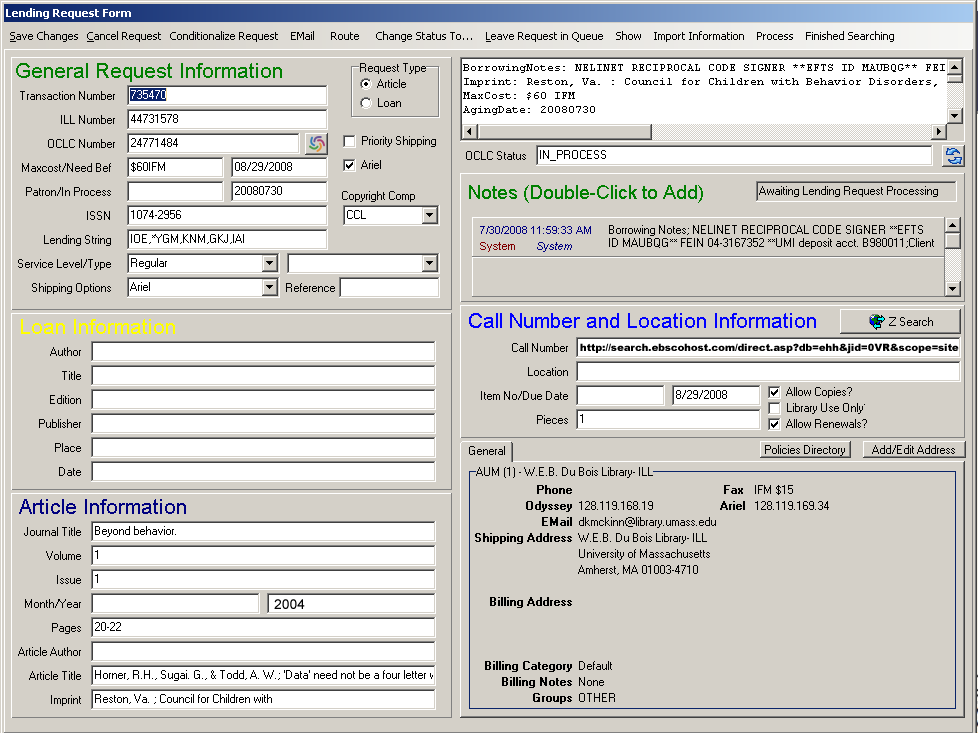 Lending Request Form
Save Changes Cancel Request Conditionalize Request EMail Route Change Status To... Leave Request in Queue Show Import Information Process Finished Searching
General Request Information
Request Type
Article
Loan
Transaction Number 735470
ILL Number 44731578
OCLC Number 24771484
Priority Shipping
Maxcost/Need Bef $60IFM 08/29/2008
Ariel
Patron/In Process 20080730
Copyright Comp
ISSN 1074-2956
CCL
Lending String IOE,*YGM,KNM,GKJ,IAI
Service Level/Type Regular
Shipping Options Ariel Reference
Loan Information
Author
Title
Edition
Publisher
Place
Date
Article Information
Journal Title Beyond behavior.
Volume 1
Issue 1
Month/Year 2004
Pages 20-22
Article Author
Article Title Horner, R.H., Sugai. G., & Todd, A. W.; 'Data' need not be a four letter
Imprint Reston, Va. ; Council for Children with
BorrowingNotes: NELINET RECIPROCAL CODE SIGNER **EFTS ID MAUBQG** FEI
Imprint: Reston, Va. : Council for Children with Behavior Disorders,
MaxCost: $60 IFM
AgingDate: 20080730
OCLC Status IN_PROCESS
Notes (Double-Click to Add)
Awaiting Lending Request Processing
7/30/2008 11:59:33 AM Borrowing Notes; NELINET RECIPROCAL CODE SIGNER **EFTS
System System ID MAUBQG** FEIN 04-3167352 **UMI deposit acct. B980011;Client
Call Number and Location Information
Z Search
Call Number http://search.ebscohost.com/direct.asp?db=ehh&jid=0VR&scope=site
Location
Item No/Due Date 8/29/2008
Allow Copies?
Library Use Only'
Pieces 1
Allow Renewals?
General
Policies Directory
Add/Edit Address
AUM (1) - W.E.B. Du Bois Library- ILL
Phone Fax IFM $15
Odyssey 128.119.168.19 Ariel 128.119.169.34
EMail dkmckinn@library.umass.edu
Shipping Address W.E.B. Du Bois Library- ILL
University of Massachusetts
Amherst, MA 01003-4710
Billing Address
Billing Category Default
Billing Notes None
Groups OTHER